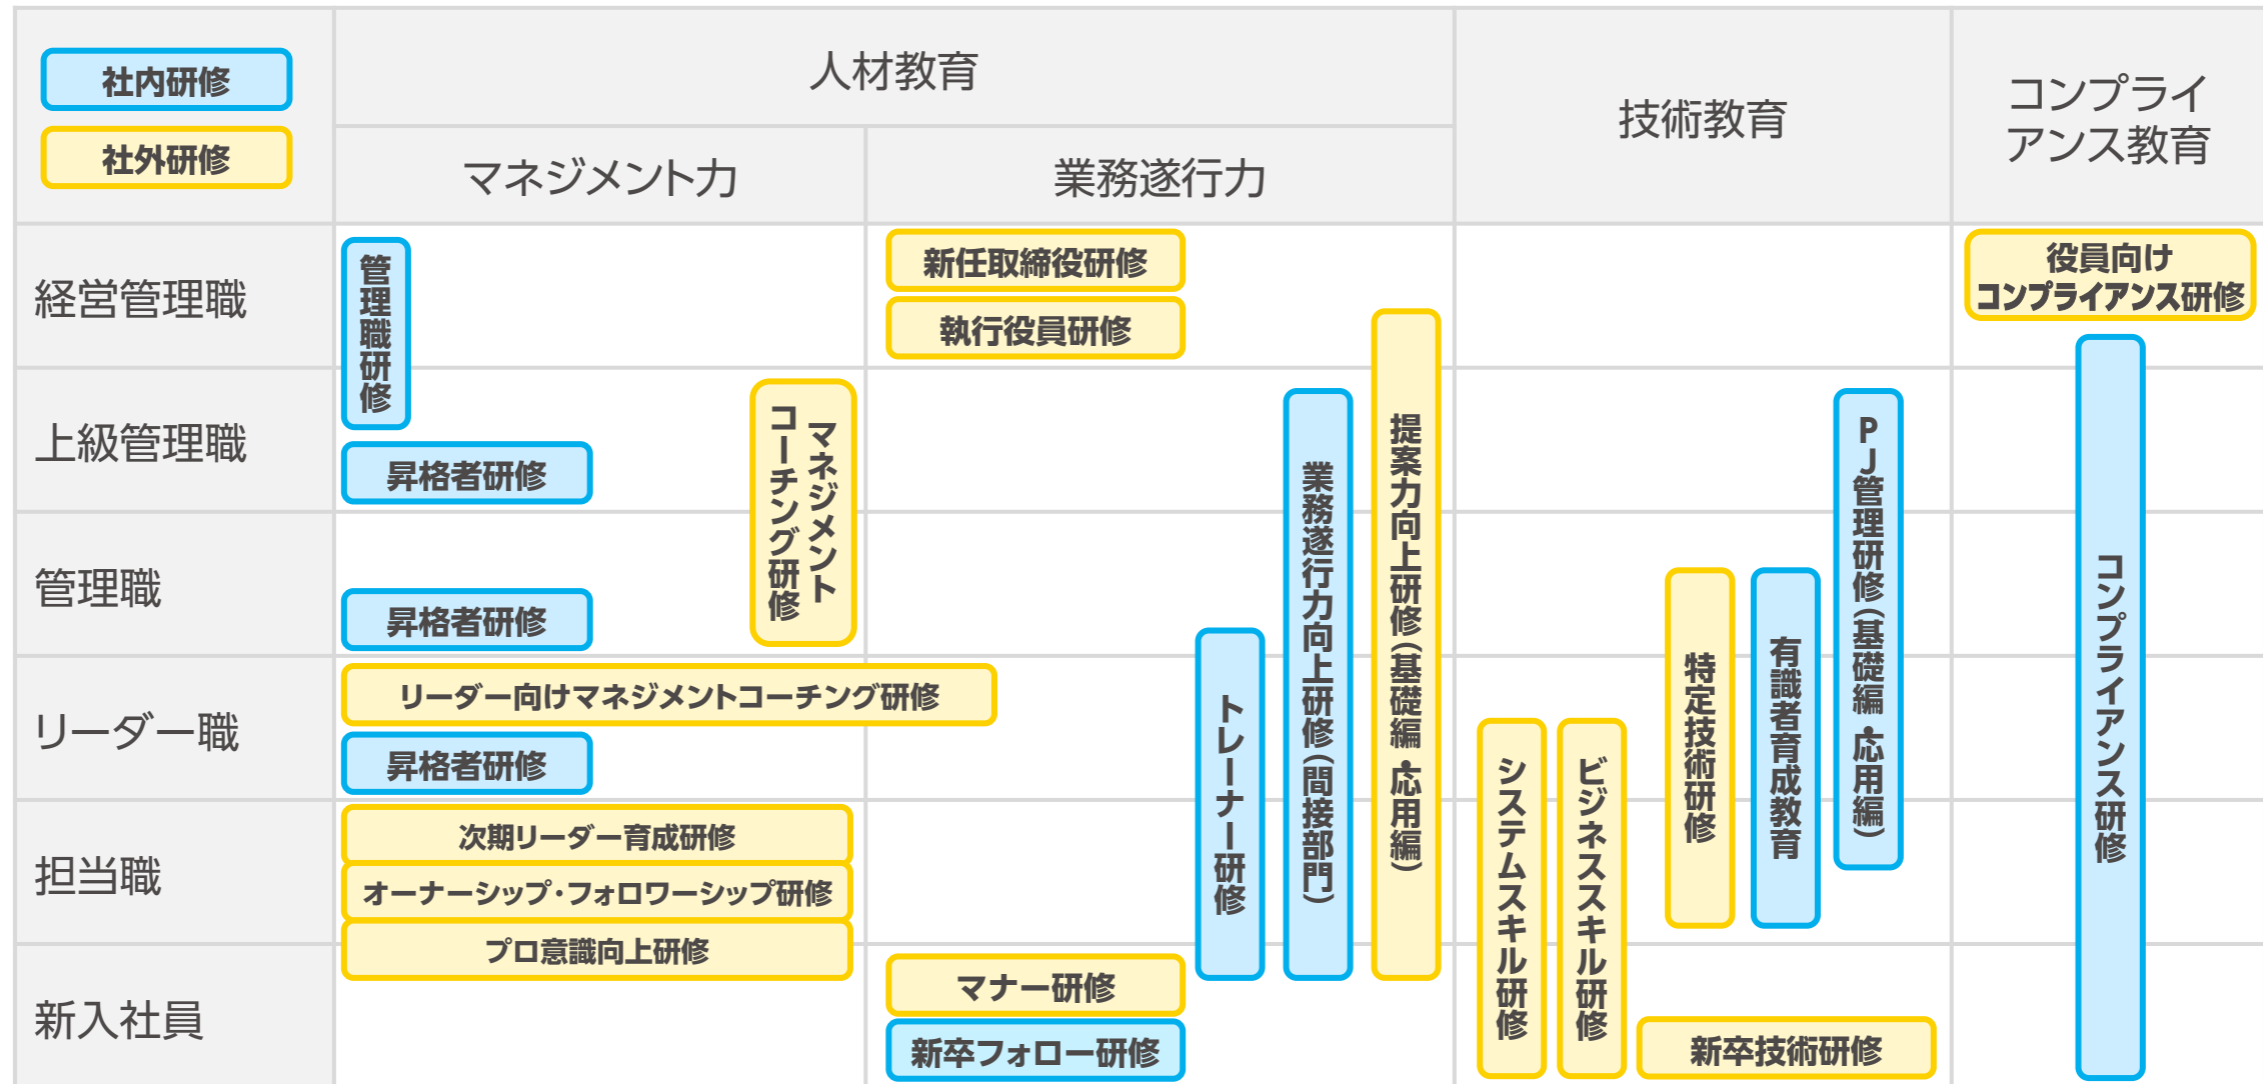 社内研修
社外研修
人材教育
マネジメント力
業務遂行力
技術教育
コンプライ
アンス教育
経営管理職
上級管理職
管理職
リーダー職
担当職
新入社員
管理職研修
昇格者研修
マネジメント
コーチング研修
昇格者研修
リーダー向けマネジメントコーチング研修
昇格者研修
次期リーダー育成研修
オーナーシップ・フォロワーシップ研修
プロ意識向上研修
新任取締役研修
執行役員研修
トレーナー研修
業務遂行力向上研修(間接部門)
提案力向上研修(基礎編・応用編)
マナー研修
新卒フォロー研修
システムスキル研修
ビジネススキル研修
特定技術研修
有識者育成教育
PJ管理研修(基礎編・応用編)
新卒技術研修
役員向け
コンプライアンス研修
コンプライアンス研修